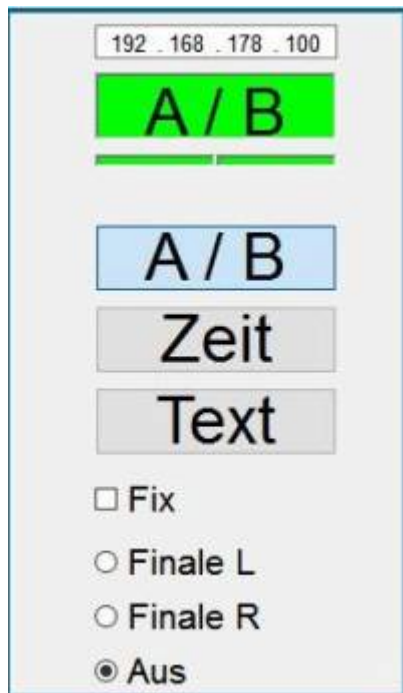 192 . 168 . 178 . 100
A / B
A / B
Zeit
Text
Fix
Finale L
Finale R
Aus